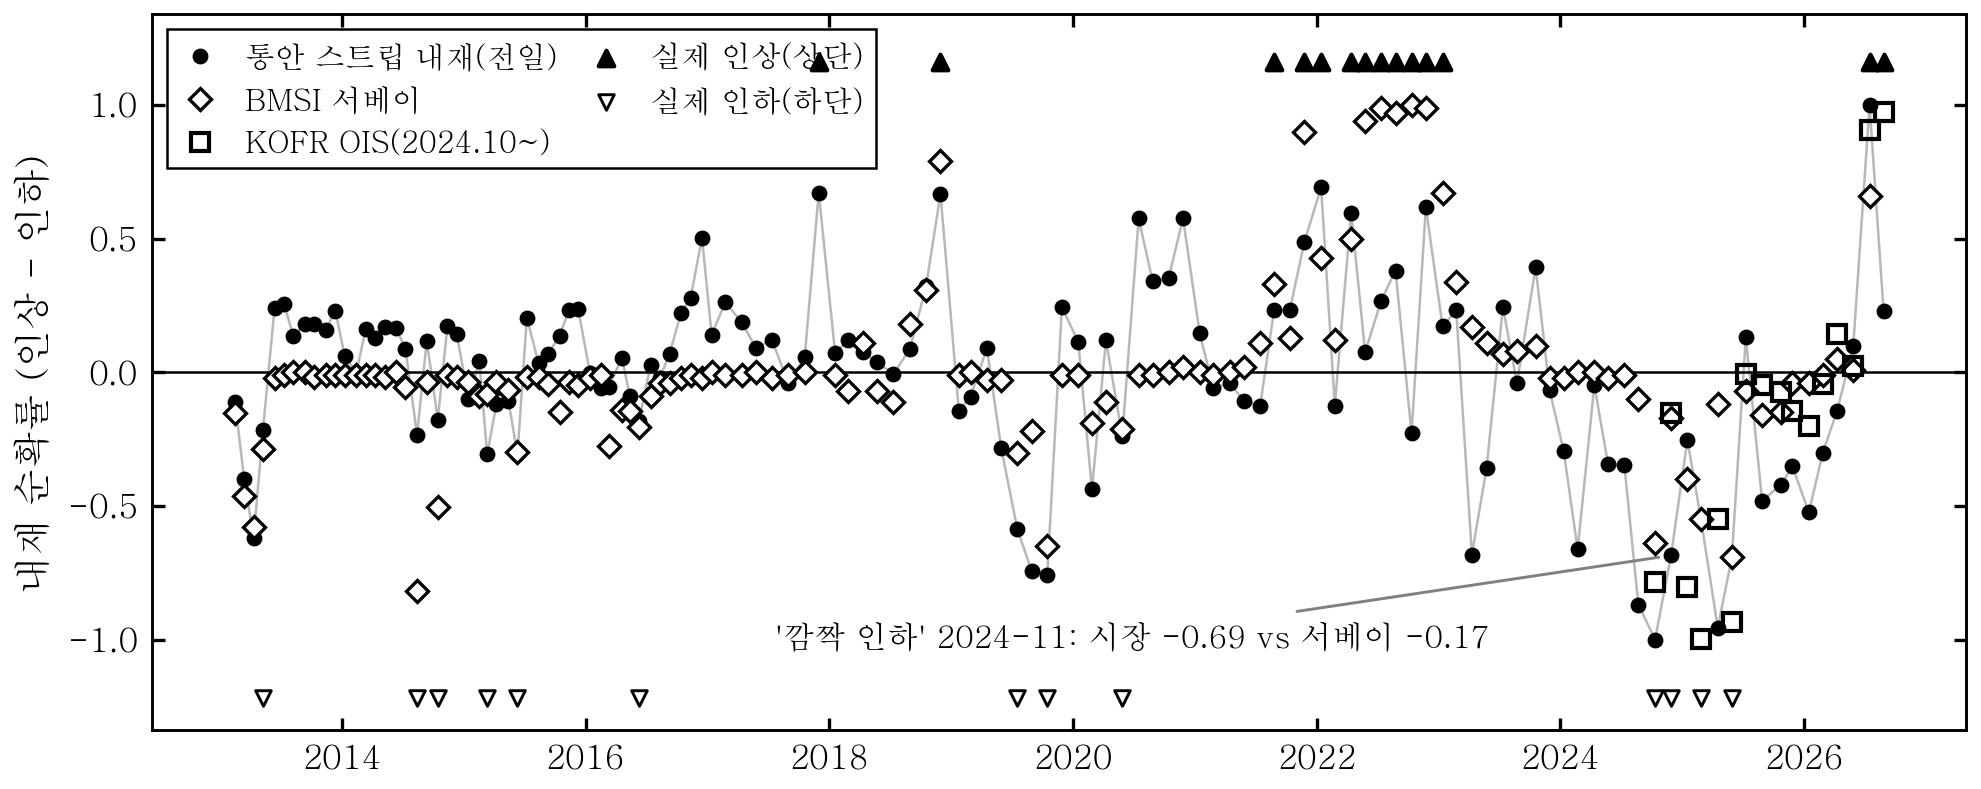 통안 스트립 내재(전일)
BMSI 서베이
KOFR OIS(2024.10~)
실제 인상(상단)
실제 인하(하단)
내재 순확률 (인상 - 인하)
1.0
0.5
0.0
-0.5
-1.0
'깜짝 인하' 2024-11: 시장 -0.69 vs 서베이 -0.17
2014 2016 2018 2020 2022 2024 2026